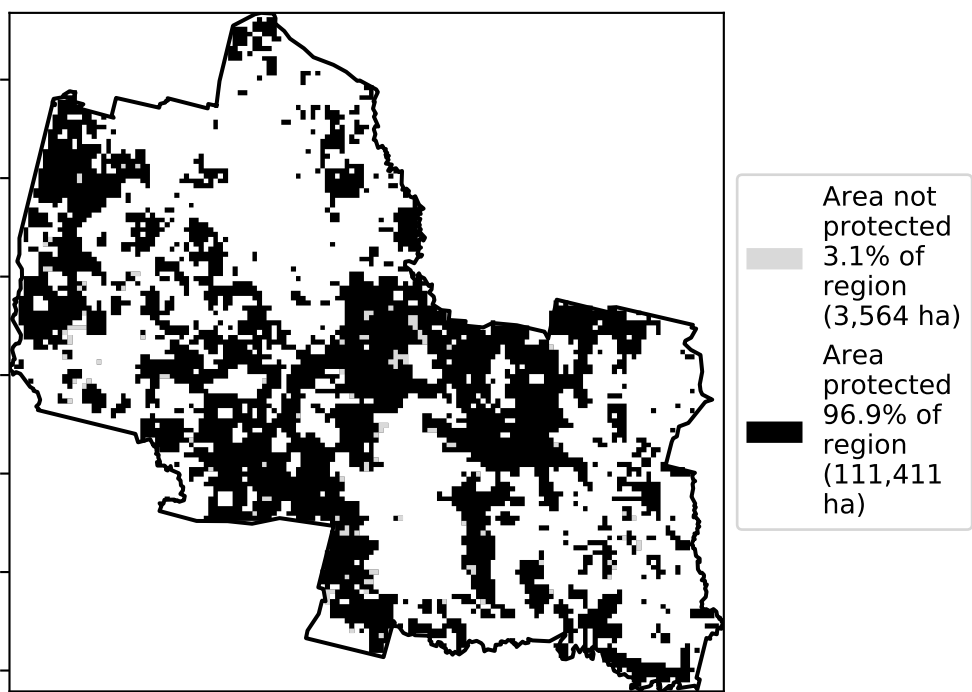 Area not
protected
3.1% of
region
(3,564 ha)
Area
protected
96.9% of
region
(111,411
ha)